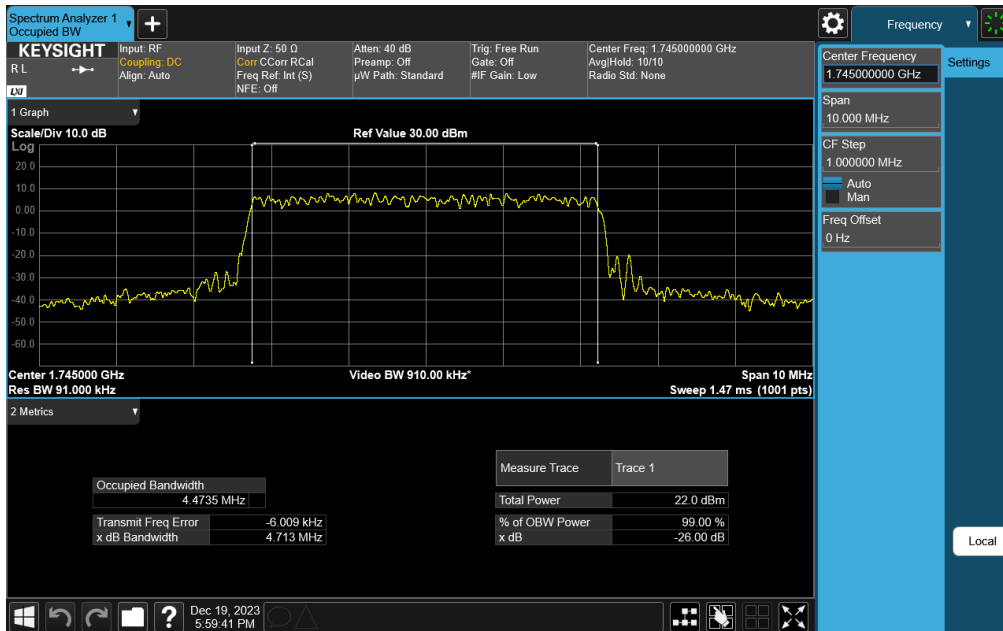 Spectrum Analyzer 1
Occupied BW
+
Frequency
KEYSIGHT
R L
LXI
Input: RF
Coupling: DC
Align: Auto
Input Z: 50 Ω
Corr CCorr RCal
Freq Ref: Int (S)
NFE: Off
Atten: 40 dB
Preamp: Off
µW Path: Standard
Trig: Free Run
Gate: Off
#IF Gain: Low
Center Freq: 1.745000000 GHz
Avg|Hold: 10/10
Radio Std: None
Center Frequency
1.745000000 GHz
Settings
Span
10.000 MHz
CF Step
1.000000 MHz
Auto
Man
Freq Offset
0 Hz
Local
1 Graph
Scale/Div 10.0 dB
Ref Value 30.00 dBm
Log
20.0
10.0
0.00
-10.0
-20.0
-30.0
-40.0
-50.0
-60.0
Center 1.745000 GHz
Video BW 910.00 kHz*
Span 10 MHz
Res BW 91.000 kHz
Sweep 1.47 ms (1001 pts)
2 Metrics
Measure Trace
Trace 1
Occupied Bandwidth
4.4735 MHz
Total Power
22.0 dBm
Transmit Freq Error
-6.009 kHz
% of OBW Power
99.00 %
x dB Bandwidth
4.713 MHz
x dB
-26.00 dB
?
Dec 19, 2023
5:59:41 PM